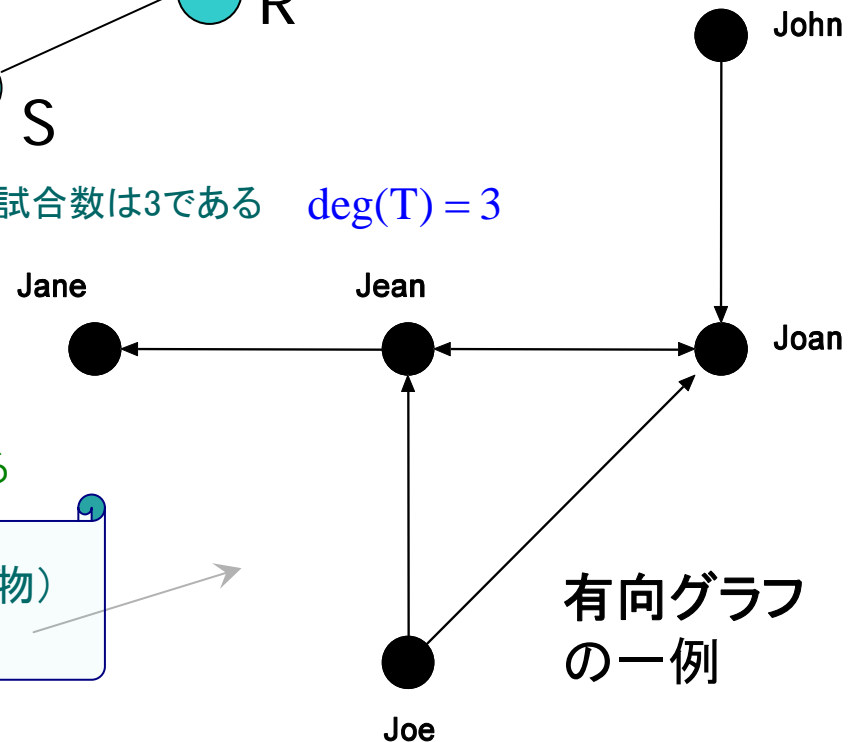 R
John
S
試合数は3である deg(T) = 3
Jane
Jean
Joan
る
物）
有向グラフ
の一例
Joe